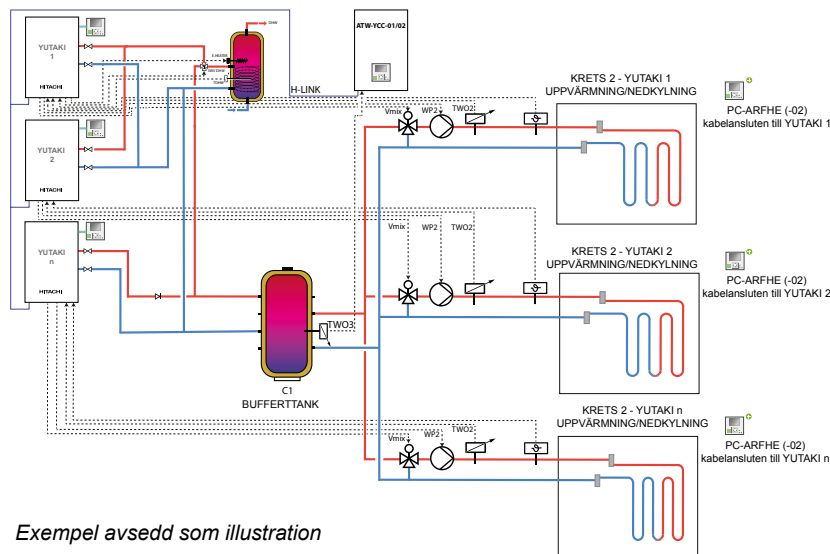 YUTAKI
1
HITACHI
YUTAKI
2
HITACHI
YUTAKI
n
HITACHI
DHW
E-HEATER
H-LINK
ATW-YCC-01/02
Vmix
WP2
TWO2
KRETS 2 - YUTAKI 1
UPPVÄRMNING/NEDKYLNING
PC-ARFHE (-02)
kabelansluten till YUTAKI 1
Vmix
WP2
TWO2
KRETS 2 - YUTAKI 2
UPPVÄRMNING/NEDKYLNING
PC-ARFHE (-02)
kabelansluten till YUTAKI 2
TWO3
C1
BUFFERTTANK
Vmix
WP2
TWO2
KRETS 2 - YUTAKI n
UPPVÄRMNING/NEDKYLNING
PC-ARFHE (-02)
kabelansluten till YUTAKI n
Exempel avsedd som illustration